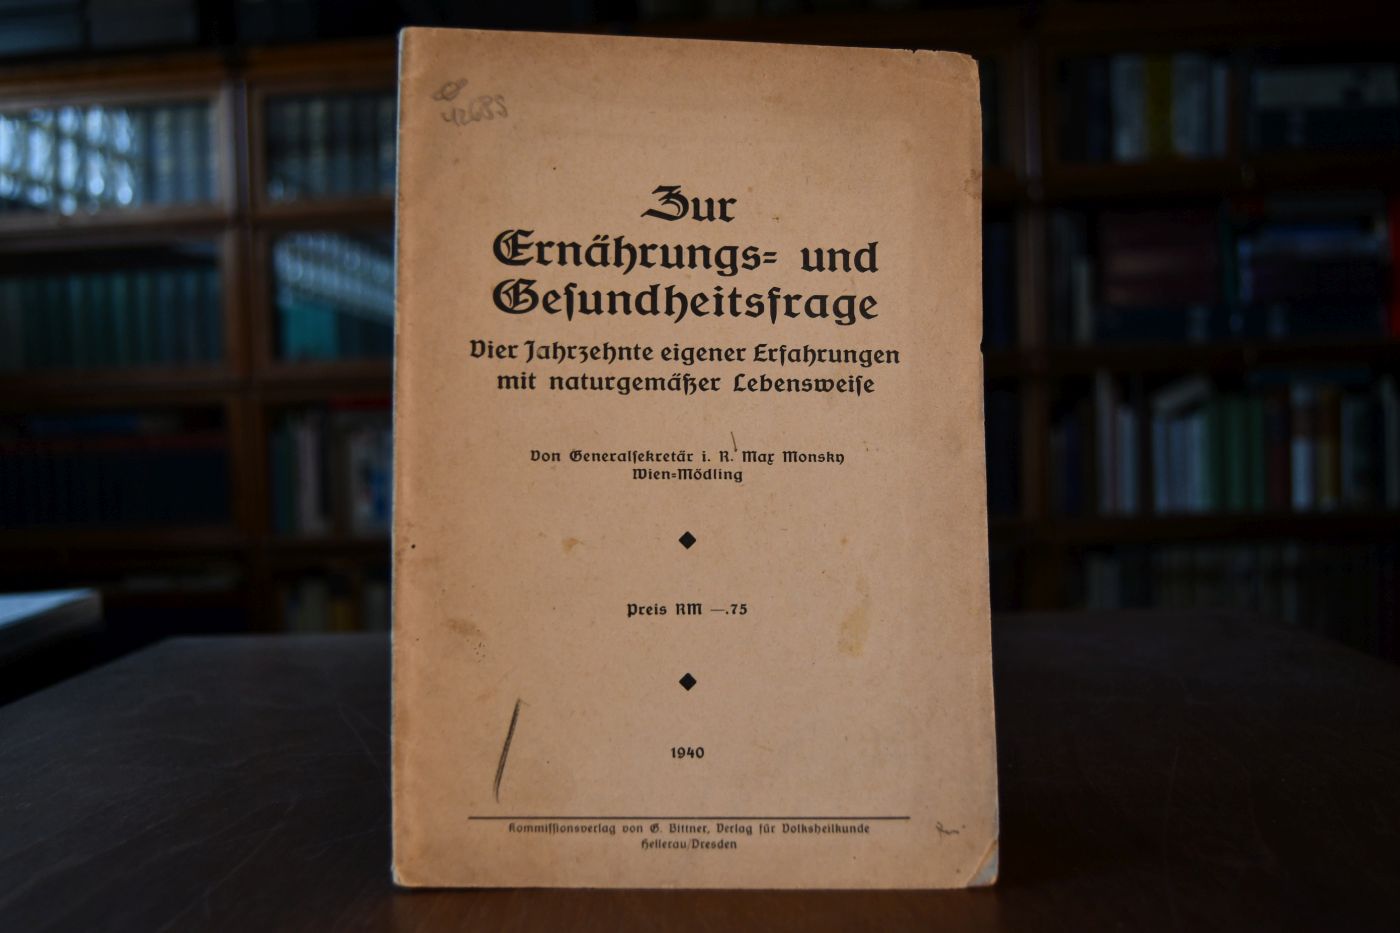 42695
Zur
Ernährungs= und
Geſundheitsfrage
Vier Jahrzehnte eigener Erfahrungen
mit naturgemäßer Lebensweiſe
Von Generalſekretär i. R. Max Monsky
Wien=Mödling
Preis RM —.75
1940
Kommiſſionsverlag von G. Bittner, Verlag für Volksheilkunde
Hellerau/Dresden